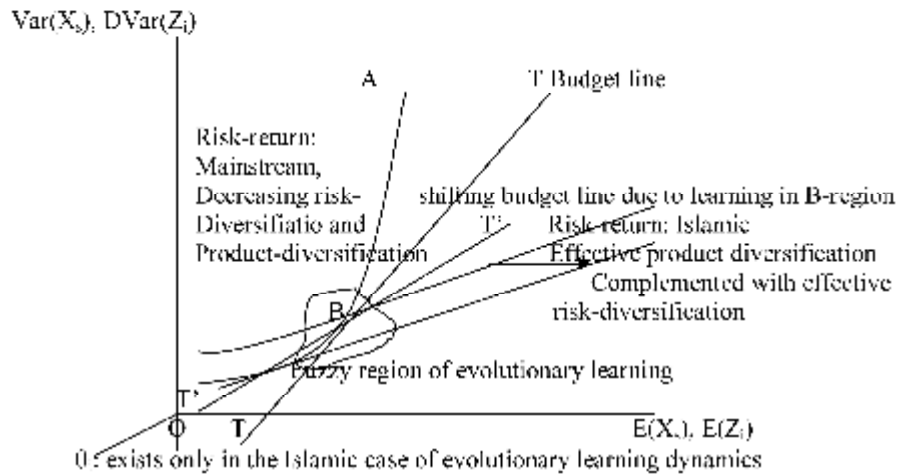 Var(Xₛ), DVar(Zᵢ)
A
T Budget line
Risk-return:
Mainstream,
Decreasing risk-
shifting budget line due to learning in B-region
Diversifiatio and
T'
Risk-return: Islamic
Product-diversification
Effective product diversification
Complemented with effective
risk-diversification
B
Fuzzy region of evolutionary learning
T'
O
T
E(Xₛ), E(Zᵢ)
0 : exists only in the Islamic case of evolutionary learning dynamics